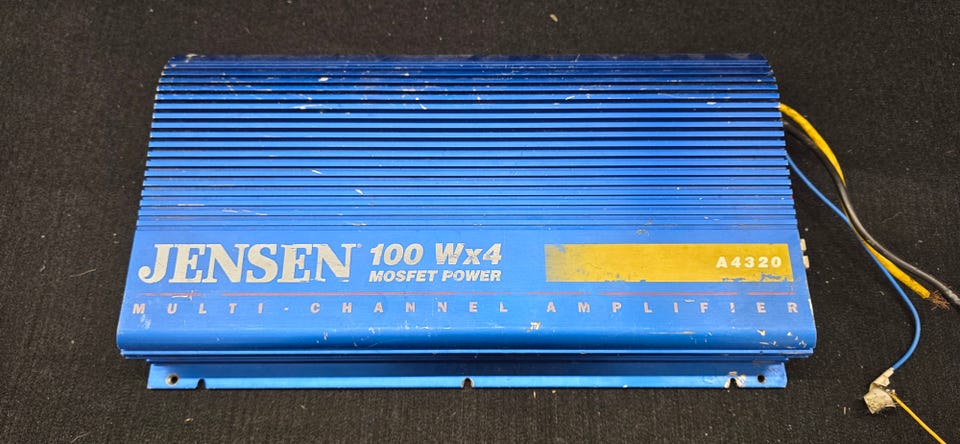 JENSEN® 100 Wx4
MOSFET POWER
A4320
MULTI-CHANNEL AMPLIFIER